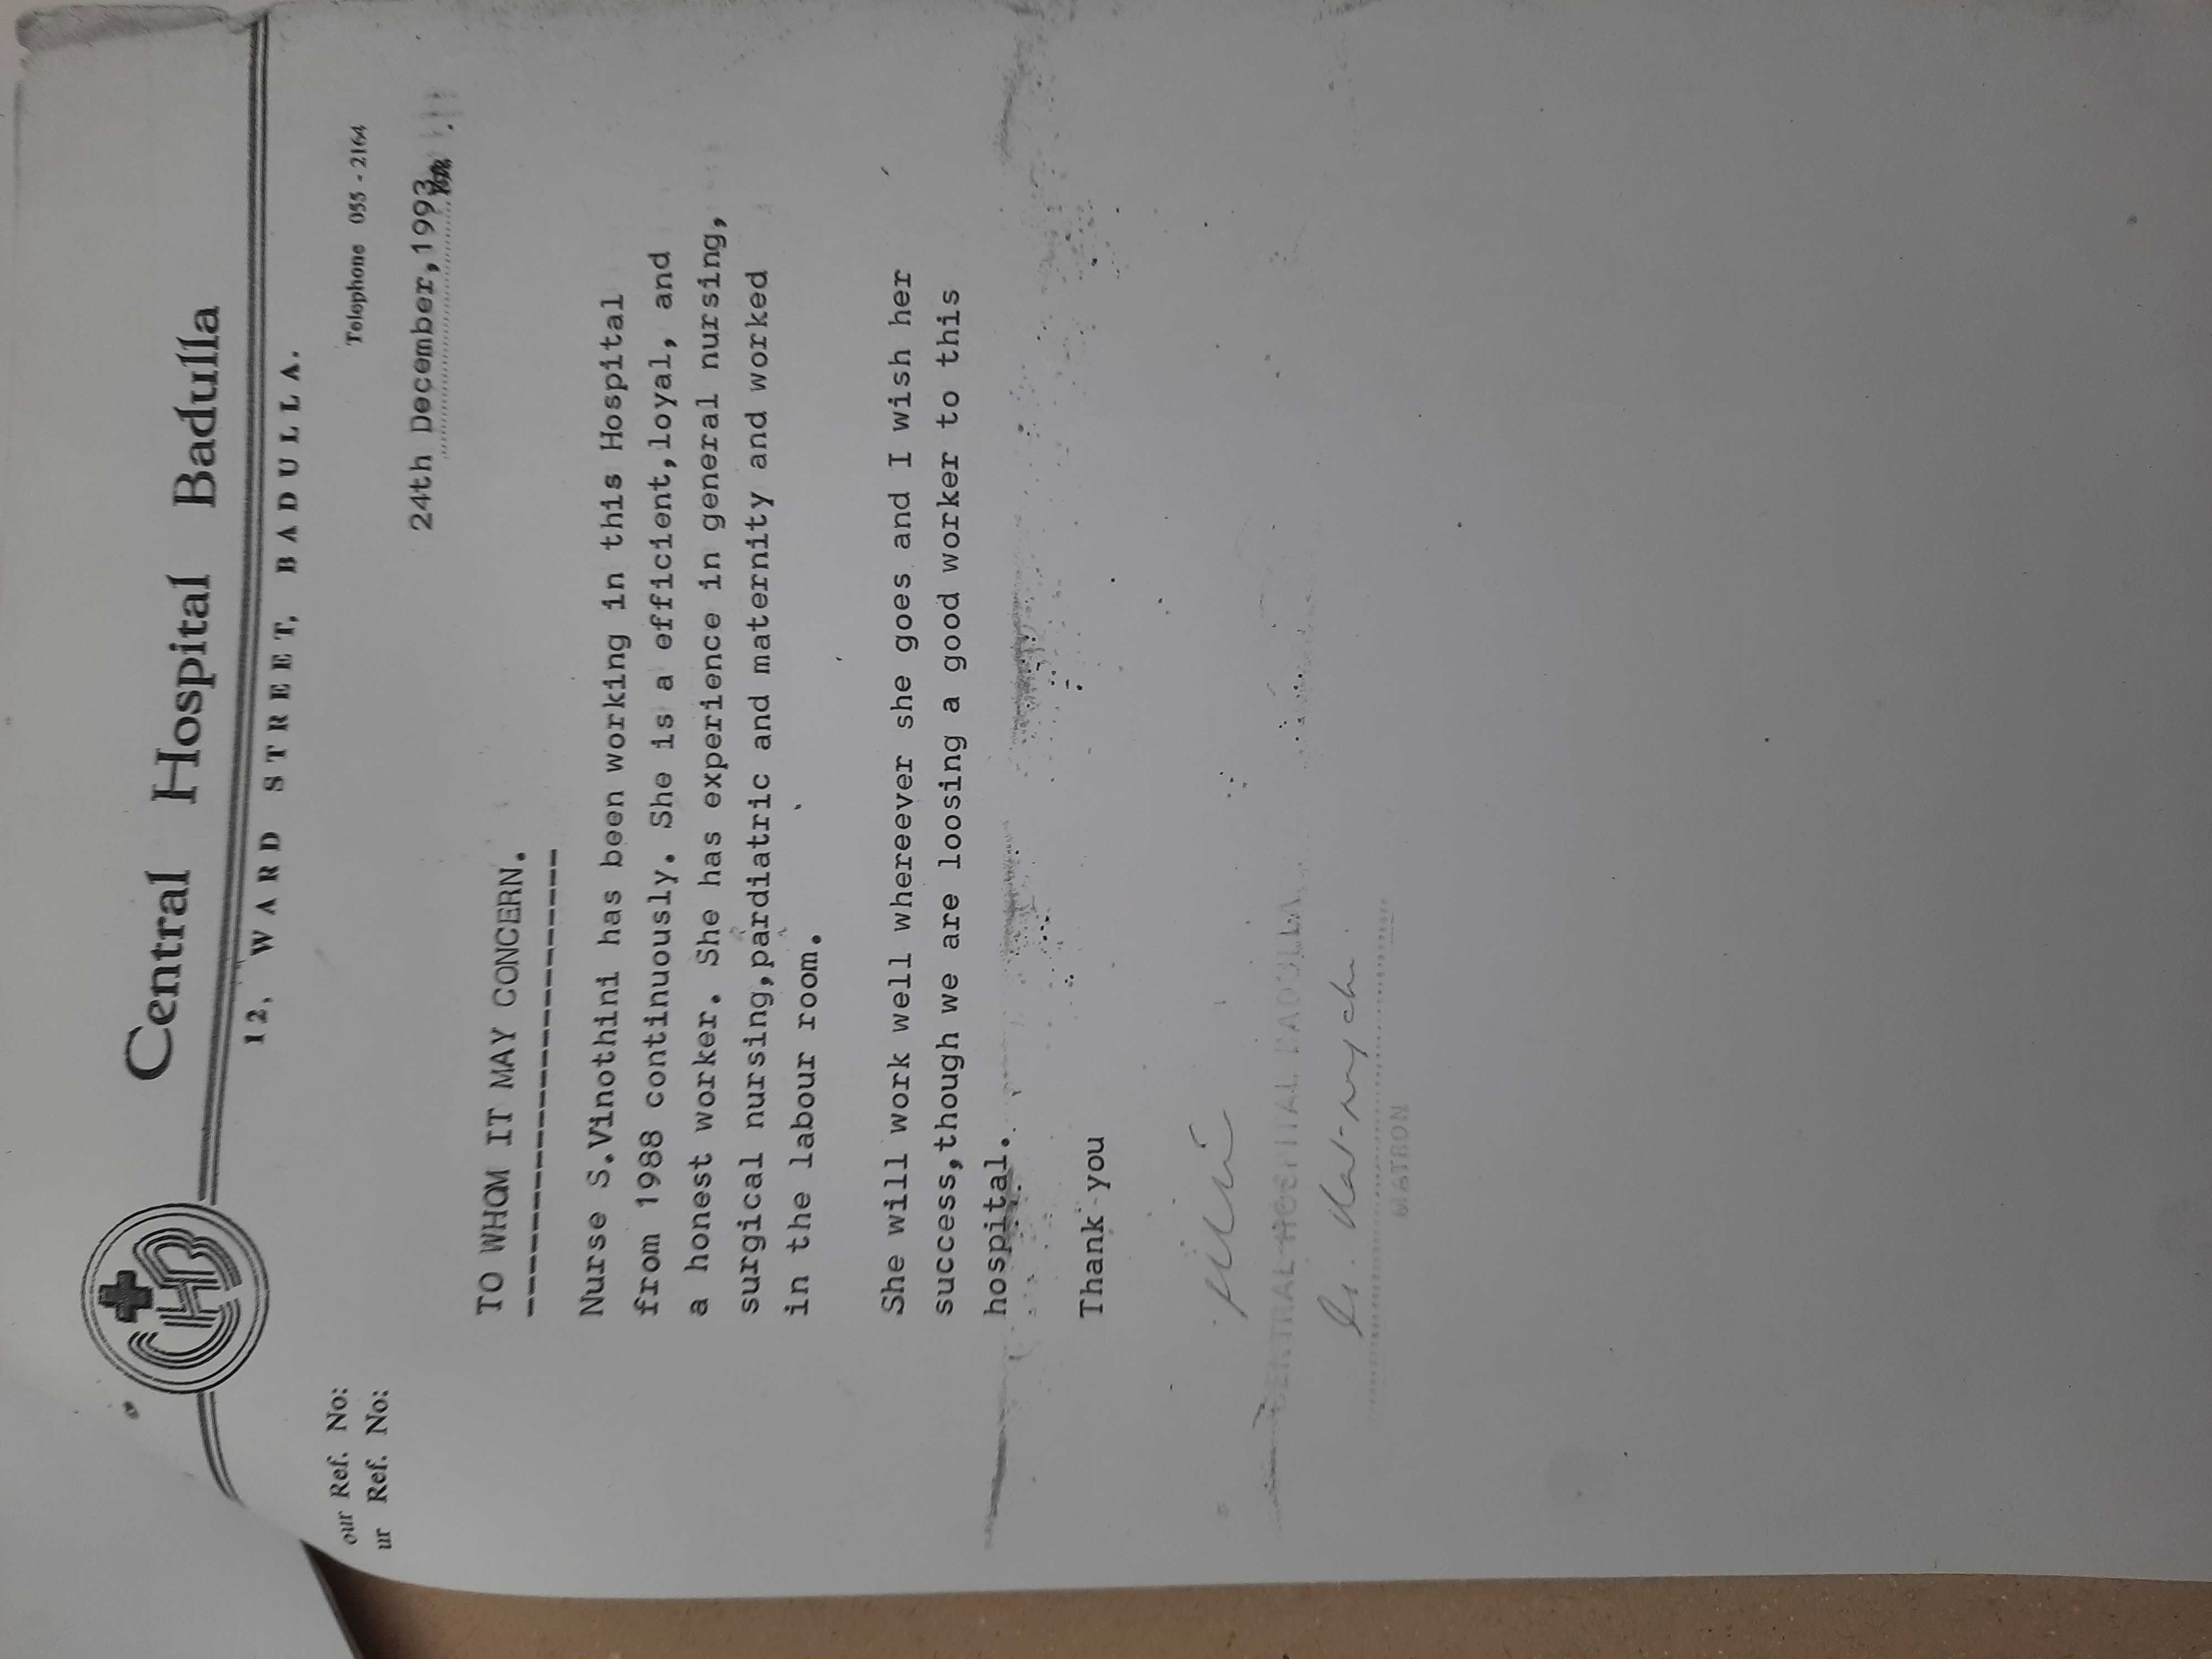 CHB
Central Hospital Badulla
12, WARD STREET, BADULLA.
our Ref. No:
ur Ref. No:
Telephone 055 - 2164
24th December,1993
TO WHOM IT MAY CONCERN.
Nurse S.Vinothini has been working in this Hospital
from 1988 continuously. She is a efficient,loyal, and
a honest worker. She has experience in general nursing,
surgical nursing,pardiatric and maternity and worked
in the labour room.
She will work well whereever she goes and I wish her
success,though we are loosing a good worker to this
hospital.
Thank you
CENTRAL HOSPITAL BADULLA
MATRON